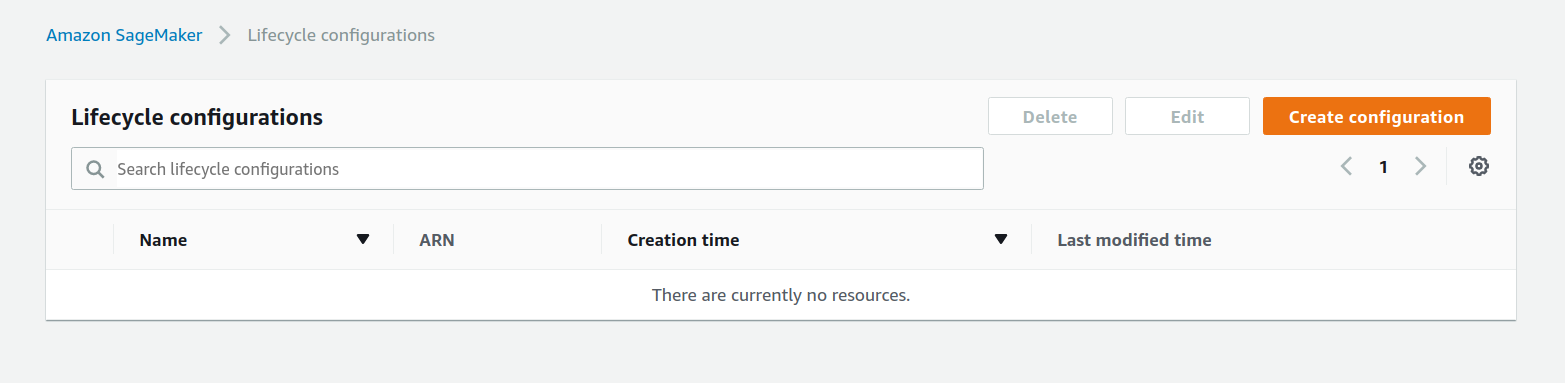 Amazon SageMaker > Lifecycle configurations
Lifecycle configurations
Delete Edit Create configuration
Search lifecycle configurations
1
Name ARN Creation time Last modified time
There are currently no resources.